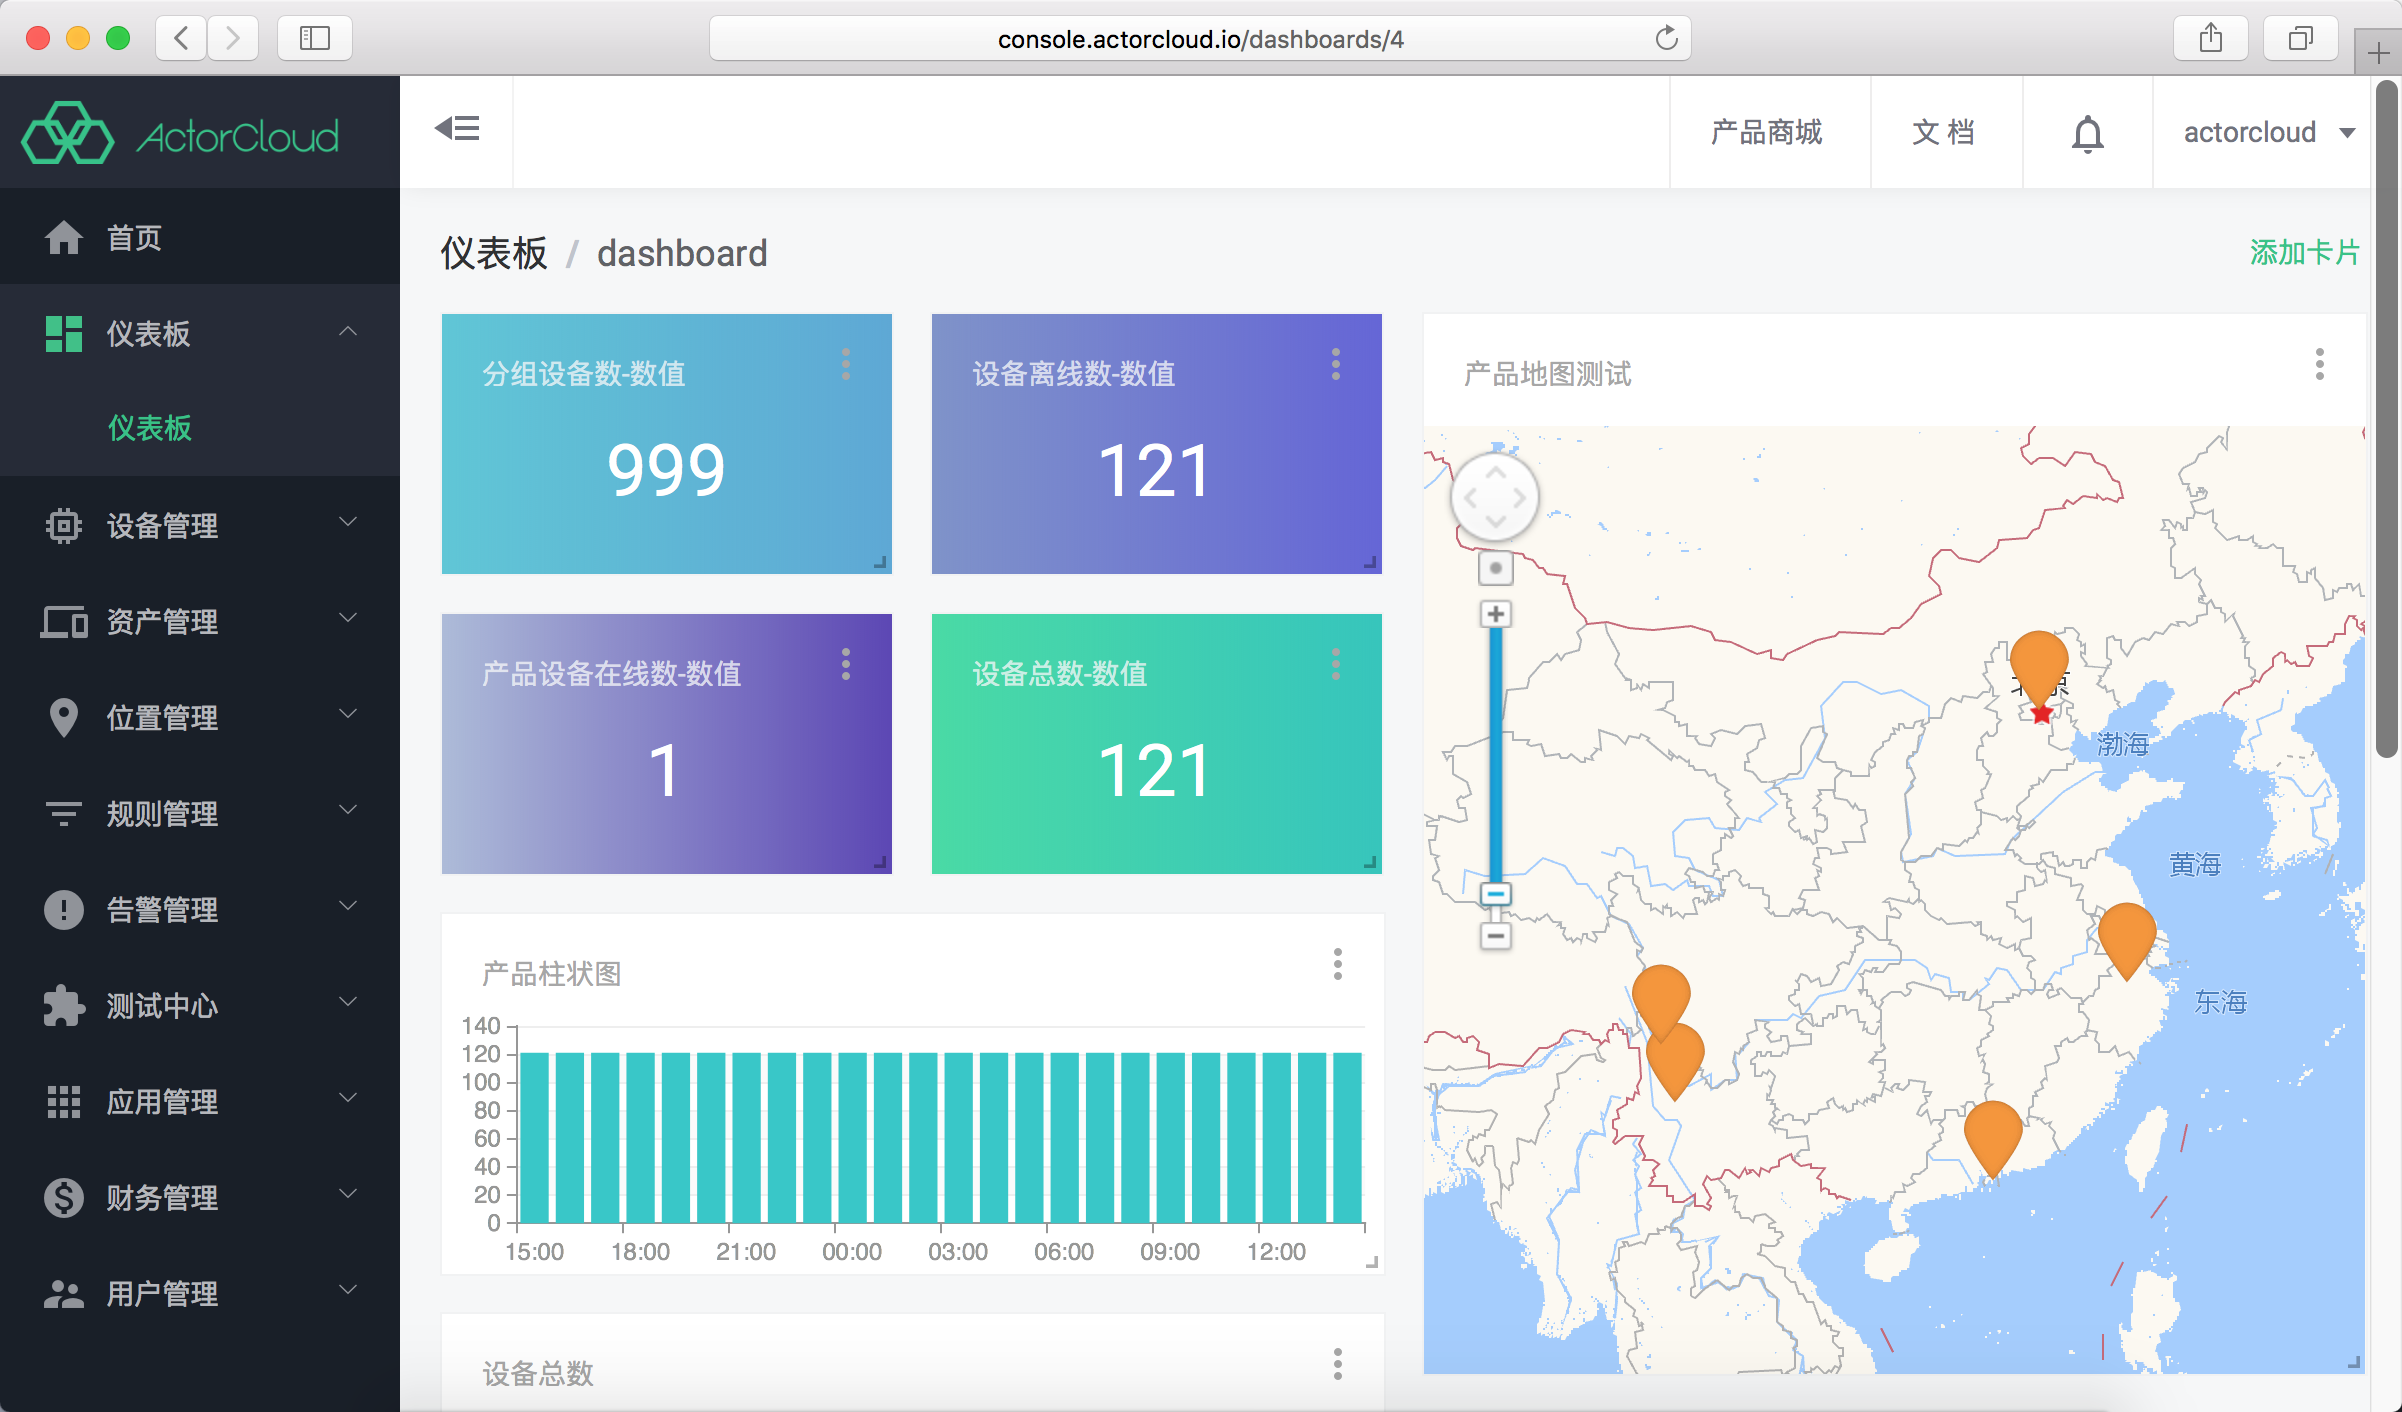 console.actorcloud.io/dashboards/4
ActorCloud
产品商城
文 档
actorcloud
首页
仪表板
仪表板
设备管理
资产管理
位置管理
规则管理
告警管理
测试中心
应用管理
财务管理
用户管理
仪表板 / dashboard
添加卡片
分组设备数-数值
999
设备离线数-数值
121
产品设备在线数-数值
1
设备总数-数值
121
产品柱状图
140
120
100
80
60
40
20
0
15:00 18:00 21:00 00:00 03:00 06:00 09:00 12:00
设备总数
产品地图测试
渤海
黄海
东海